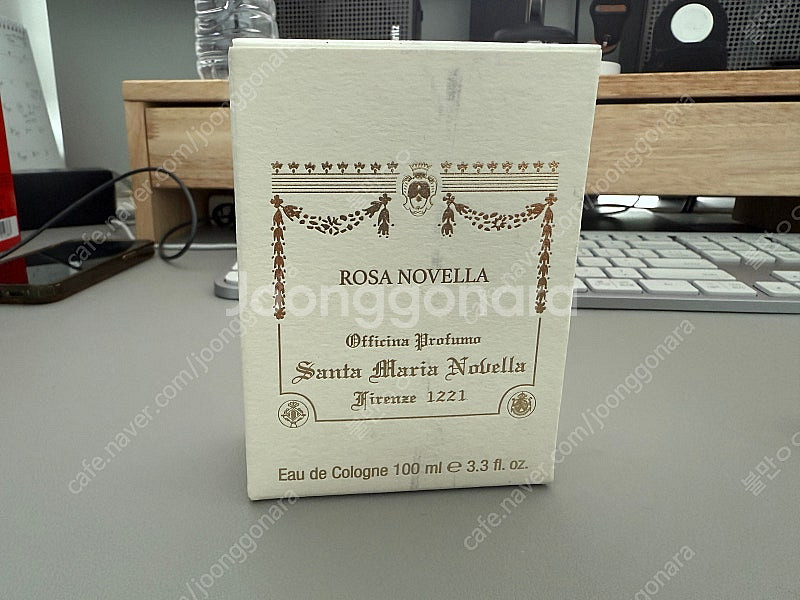 ROSA NOVELLA
Officina Profumo
Santa Maria Novella
Firenze 1221
Eau de Cologne 100 ml ℮ 3.3 fl. oz.
Joonggonara
cafe.naver.com/joonggonara